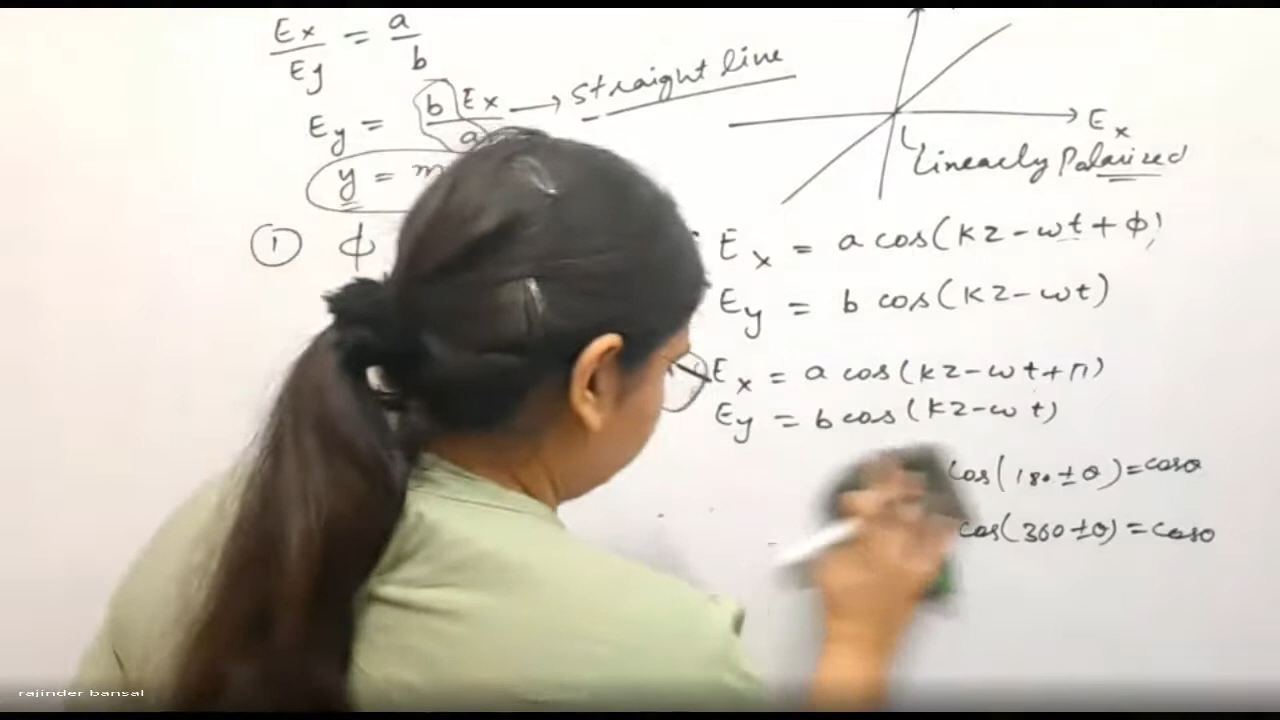 Ex/Ey = a/b
Ey = b Ex/a → straight line
y = m
① ϕ
Ex
Linearly Polarized
Ex = a cos(kz-ωt+ϕ)
Ey = b cos(kz-ωt)
Ex = a cos(kz-ωt+π)
Ey = b cos(kz-ωt)
cos(180±θ)=cosθ
cos(360±θ)=cosθ
rajinder bansal